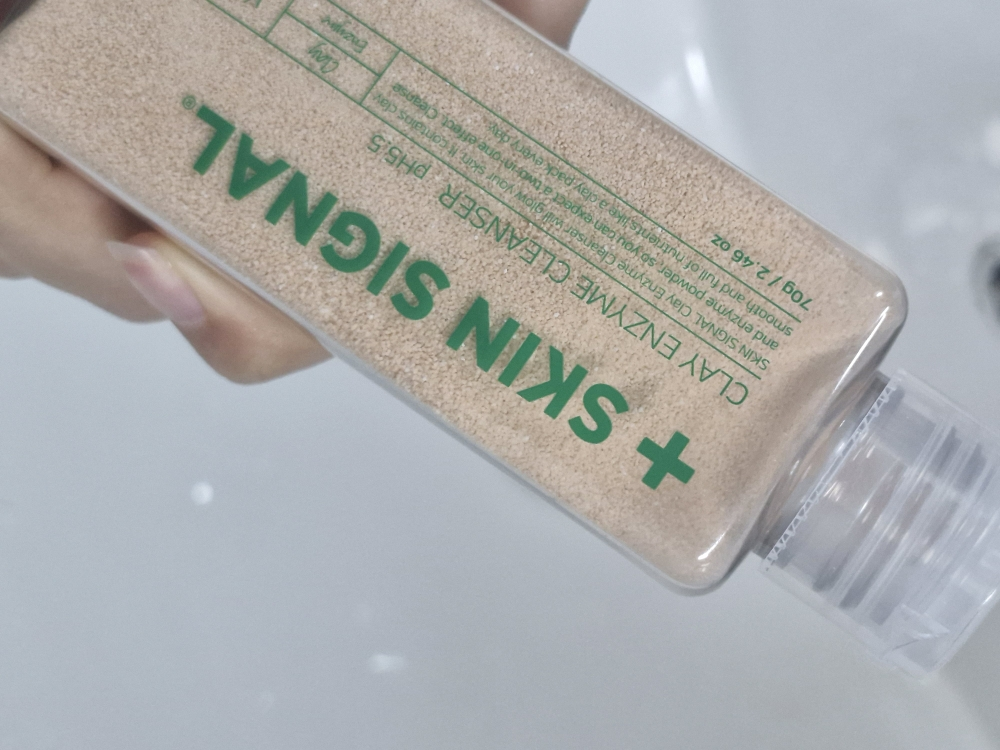 + SKIN SIGNAL®
CLAY ENZYME CLEANSER pH5.5
SKIN SIGNAL Clay Enzyme Cleanser will glow your skin. It contains clay
and enzyme powder so you can expect a two-in-one effect. Cleanse
smooth and full of nutrients like a clay pack every day.
70g / 2.46 oz
Clay
Enzyme